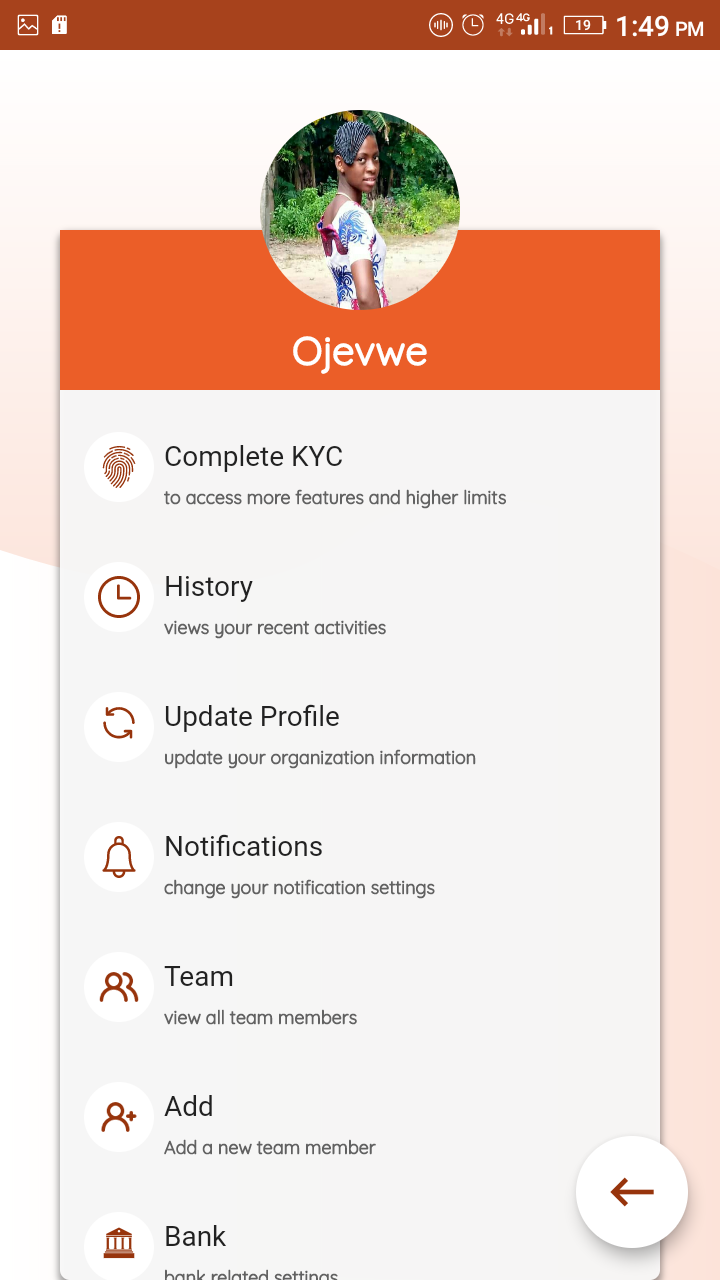 4G 4G 1 19 1:49 PM
Ojevwe
Complete KYC
to access more features and higher limits
History
views your recent activities
Update Profile
update your organization information
Notifications
change your notification settings
Team
view all team members
Add
Add a new team member
Bank
bank related settings